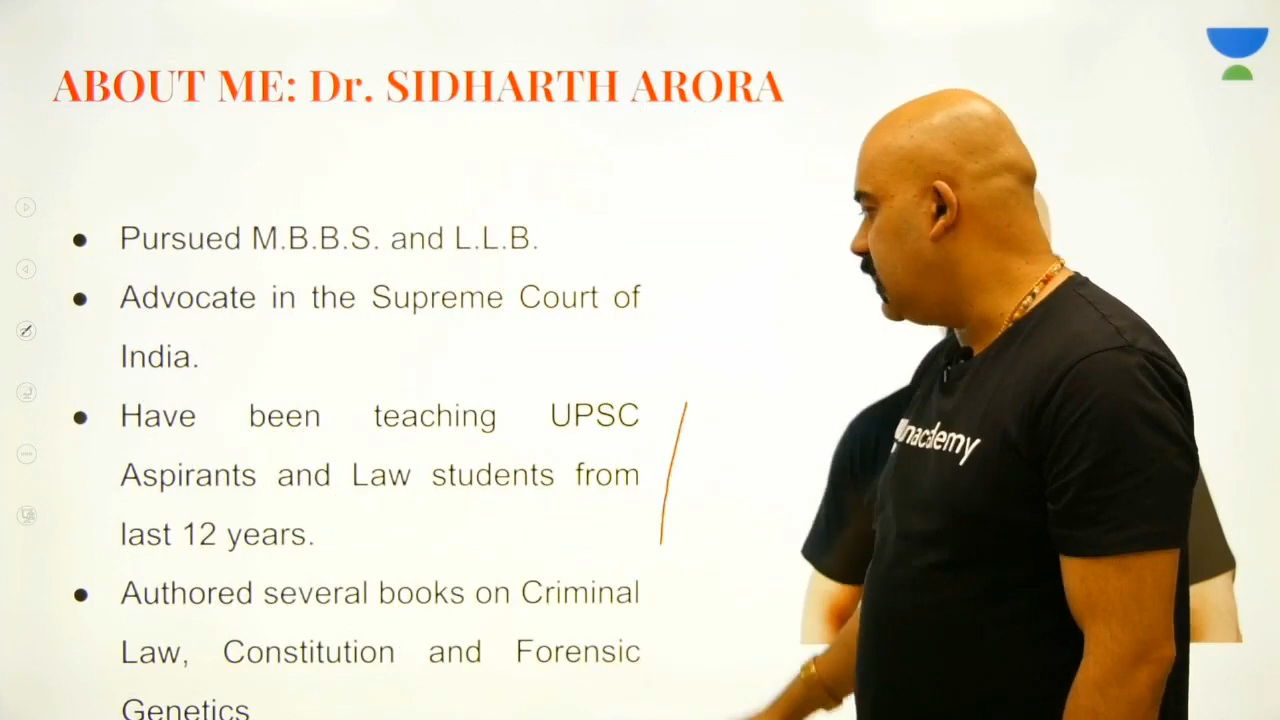 ABOUT ME: Dr. SIDHARTH ARORA
● Pursued M.B.B.S. and L.L.B.
● Advocate in the Supreme Court of
India.
● Have been teaching UPSC
Aspirants and Law students from
last 12 years.
● Authored several books on Criminal
Law, Constitution and Forensic
Genetics
unacademy